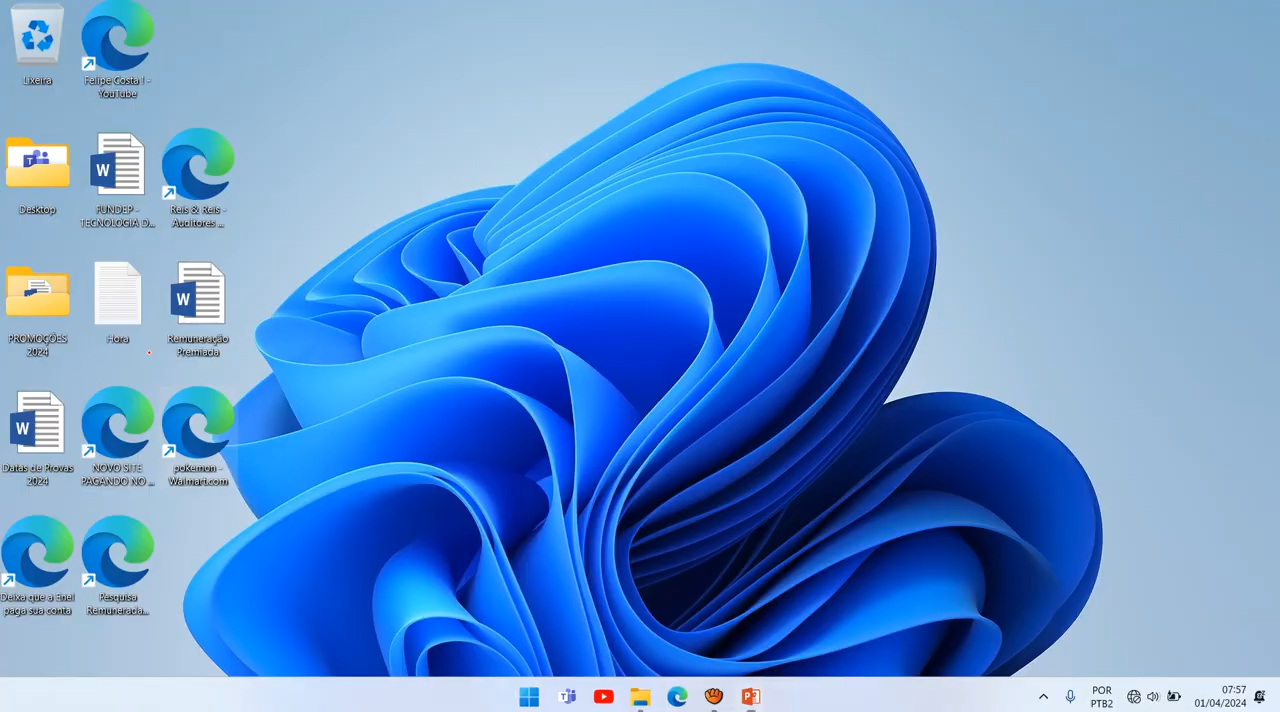 Lixeira
Felipe Costa ! -
YouTube
Desktop
FUNDEP -
TECNOLOGIA D...
Reis & Reis -
Auditores ...
PROMOÇÕES
2024
Hora
Remuneração
Premiada
Datas de Provas
2024
NOVO SITE
PAGANDO NO ...
pokemon -
Walmart.com
Deixa que a Enel
paga sua conta
Pesquisa
Remunerada...
POR
PTB2
07:57
01/04/2024